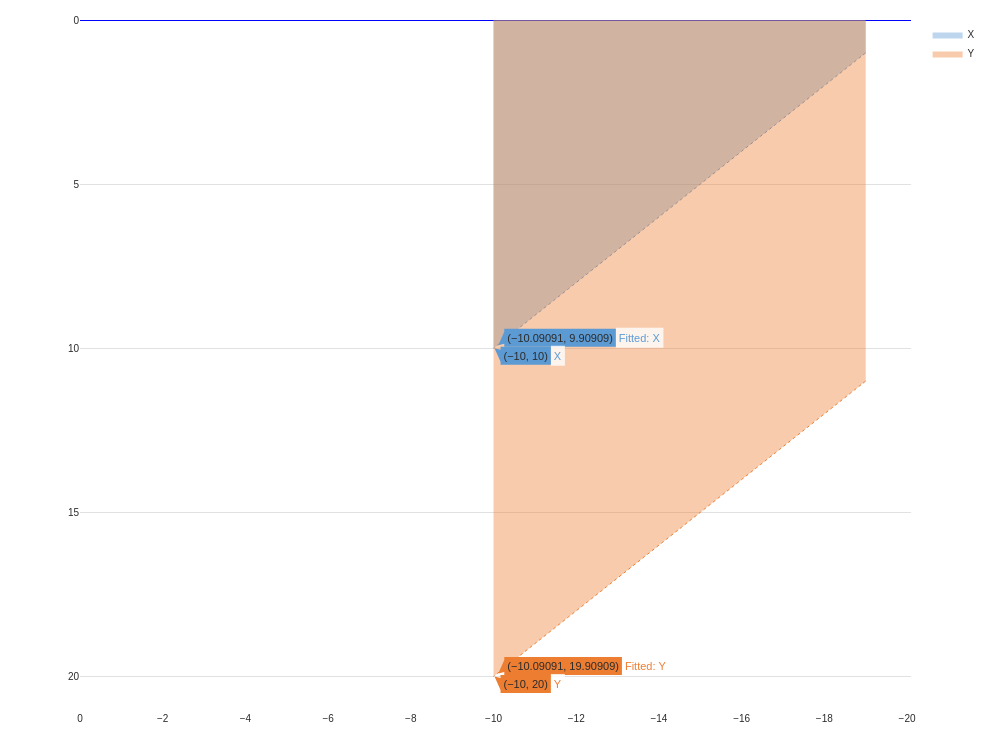 0
X
Y
5
(−10.09091, 9.90909) Fitted: X
10
(−10, 10) X
15
(−10.09091, 19.90909) Fitted: Y
20
(−10, 20) Y
0 −2 −4 −6 −8 −10 −12 −14 −16 −18 −20